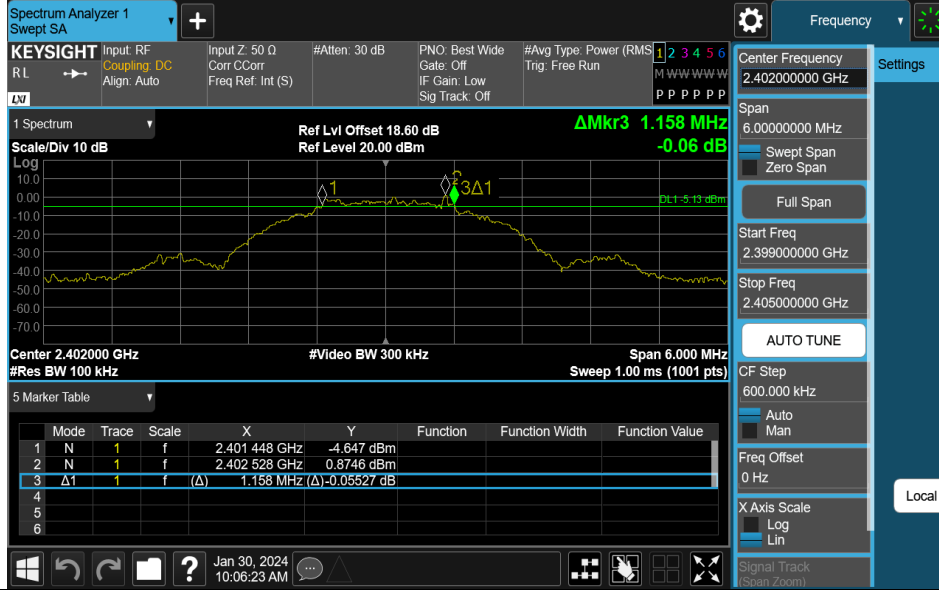 Spectrum Analyzer 1
Swept SA
+
Frequency
KEYSIGHT
R L
LXI
Input: RF
Coupling: DC
Align: Auto
Input Z: 50 Ω
Corr CCorr
Freq Ref: Int (S)
#Atten: 30 dB
PNO: Best Wide
Gate: Off
IF Gain: Low
Sig Track: Off
#Avg Type: Power (RMS
Trig: Free Run
1 2 3 4 5 6
M W W W W W
P P P P P P
1 Spectrum
Scale/Div 10 dB
Ref Lvl Offset 18.60 dB
Ref Level 20.00 dBm
ΔMkr3 1.158 MHz
-0.06 dB
Log
10.0
0.00
-10.0
-20.0
-30.0
-40.0
-50.0
-60.0
-70.0
1
2
3Δ1
DL1 -5.13 dBm
Center 2.402000 GHz
#Video BW 300 kHz
Span 6.000 MHz
#Res BW 100 kHz
Sweep 1.00 ms (1001 pts)
5 Marker Table
Mode Trace Scale X Y Function Function Width Function Value
1 N 1 f 2.401 448 GHz -4.647 dBm
2 N 1 f 2.402 528 GHz 0.8746 dBm
3 Δ1 1 f (Δ) 1.158 MHz (Δ)-0.05527 dB
4
5
6
?
Jan 30, 2024
10:06:23 AM
Center Frequency
2.402000000 GHz
Settings
Span
6.00000000 MHz
Swept Span
Zero Span
Full Span
Start Freq
2.399000000 GHz
Stop Freq
2.405000000 GHz
AUTO TUNE
CF Step
600.000 kHz
Auto
Man
Freq Offset
0 Hz
Local
X Axis Scale
Log
Lin
Signal Track
(Span Zoom)